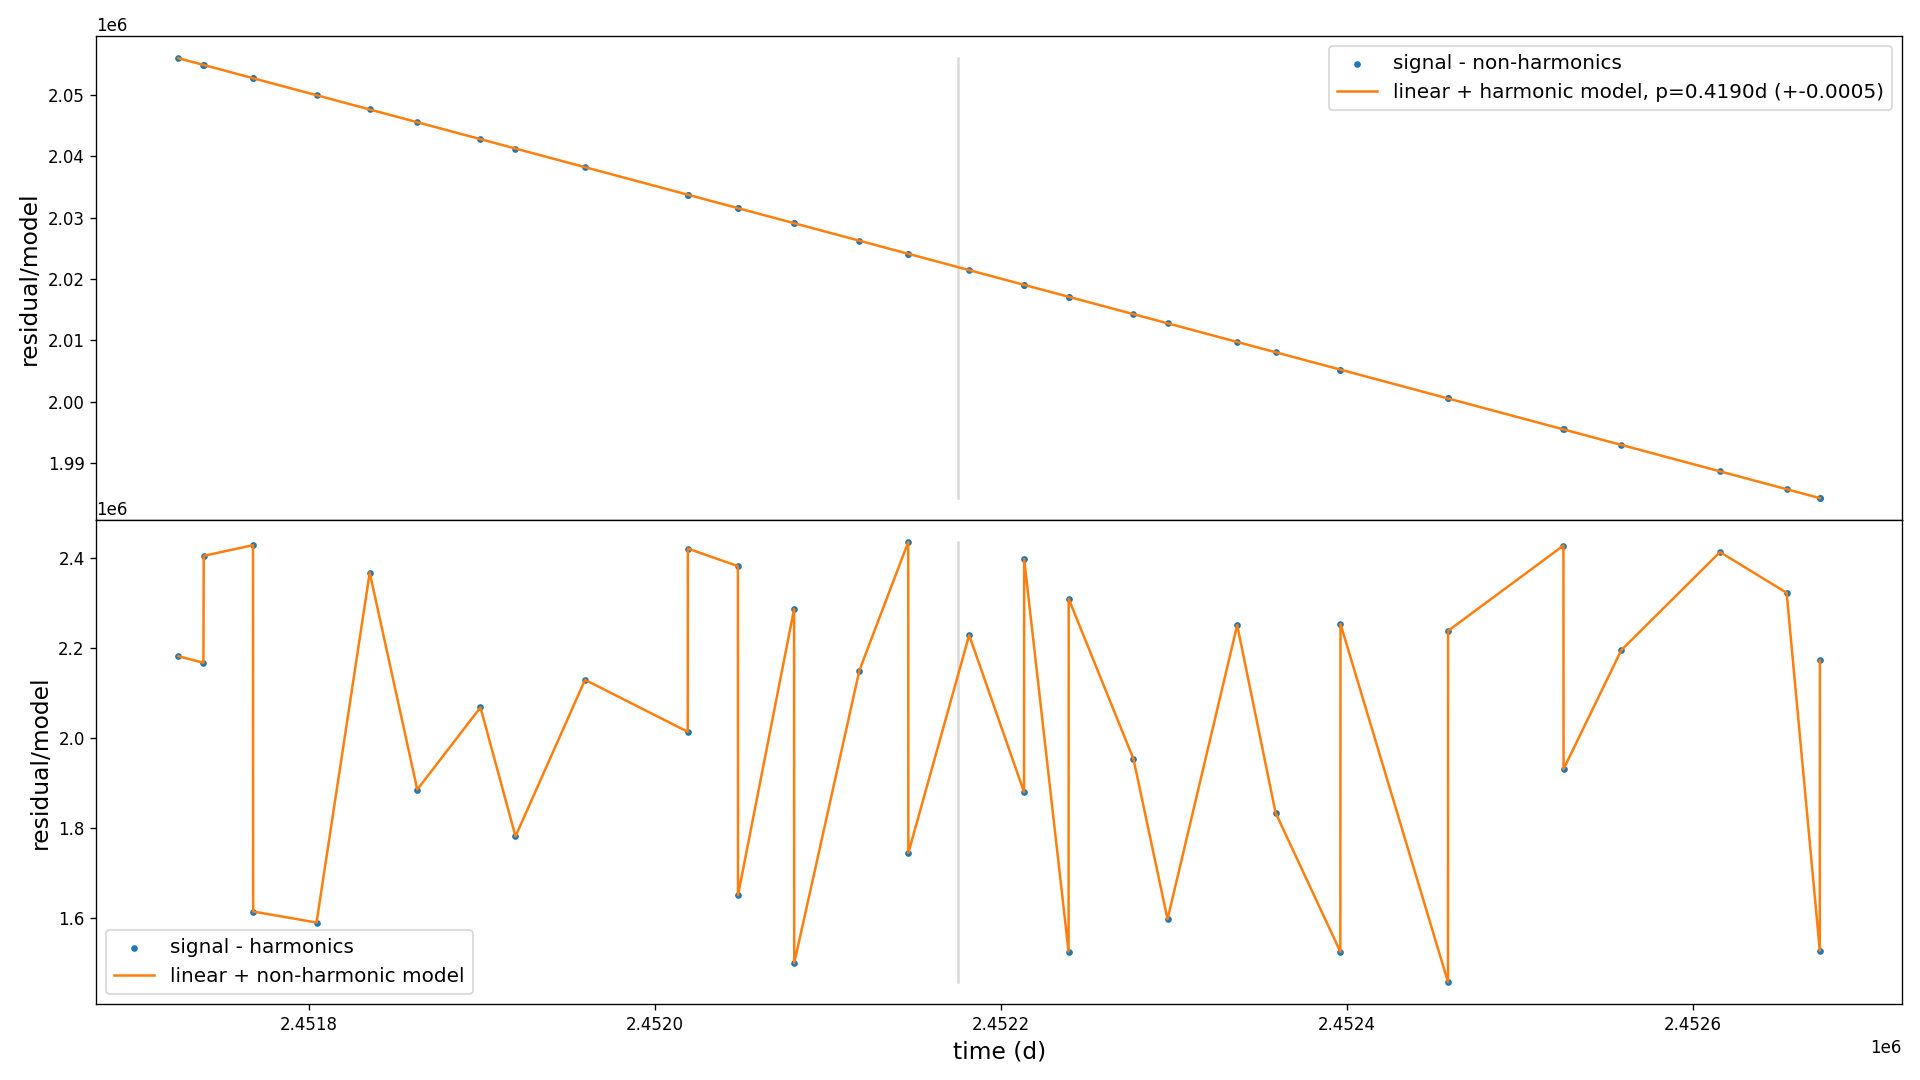 1e6
signal - non-harmonics
linear + harmonic model, p=0.4190d (+-0.0005)
2.05
2.04
2.03
2.02
2.01
2.00
1.99
residual/model
1e6
2.4
2.2
2.0
1.8
1.6
residual/model
signal - harmonics
linear + non-harmonic model
2.4518 2.4520 2.4522 2.4524 2.4526
time (d)
1e6